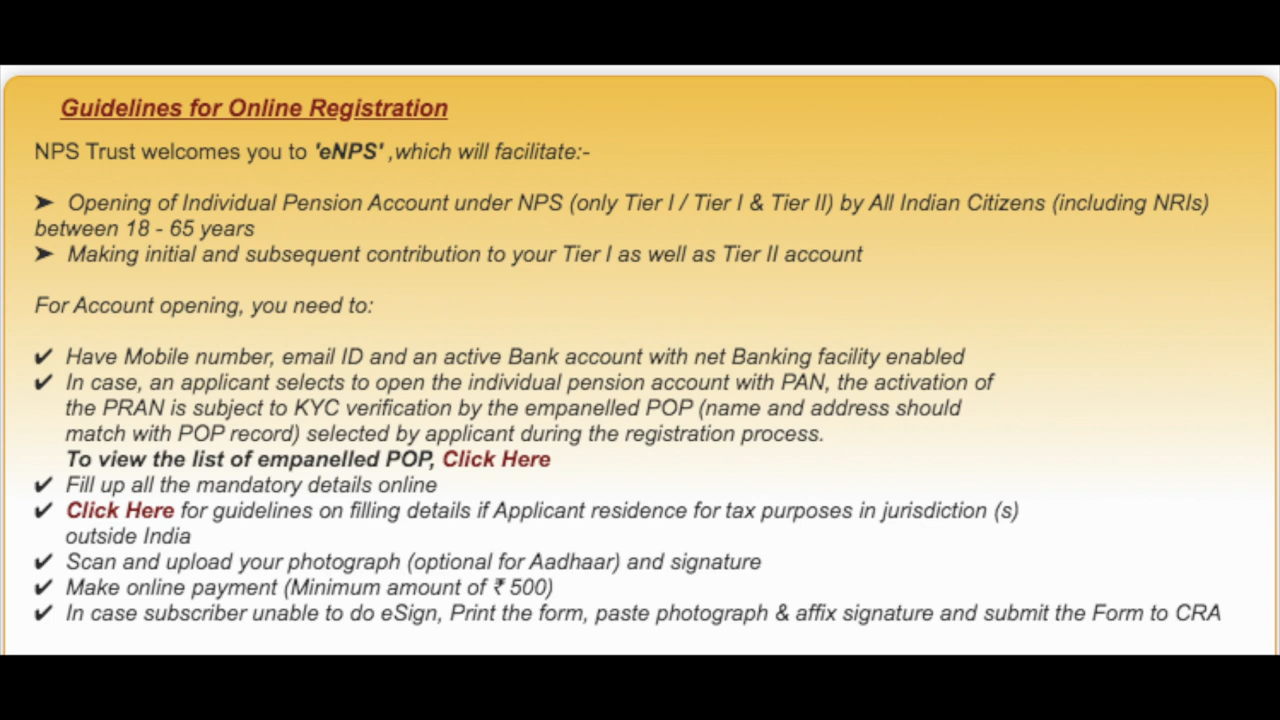 Guidelines for Online Registration
NPS Trust welcomes you to 'eNPS' ,which will facilitate:-
➤ Opening of Individual Pension Account under NPS (only Tier I / Tier I & Tier II) by All Indian Citizens (including NRIs)
between 18 - 65 years
➤ Making initial and subsequent contribution to your Tier I as well as Tier II account
For Account opening, you need to:
✔ Have Mobile number, email ID and an active Bank account with net Banking facility enabled
✔ In case, an applicant selects to open the individual pension account with PAN, the activation of
the PRAN is subject to KYC verification by the empanelled POP (name and address should
match with POP record) selected by applicant during the registration process.
To view the list of empanelled POP, Click Here
✔ Fill up all the mandatory details online
✔ Click Here for guidelines on filling details if Applicant residence for tax purposes in jurisdiction (s)
outside India
✔ Scan and upload your photograph (optional for Aadhaar) and signature
✔ Make online payment (Minimum amount of ₹ 500)
✔ In case subscriber unable to do eSign, Print the form, paste photograph & affix signature and submit the Form to CRA